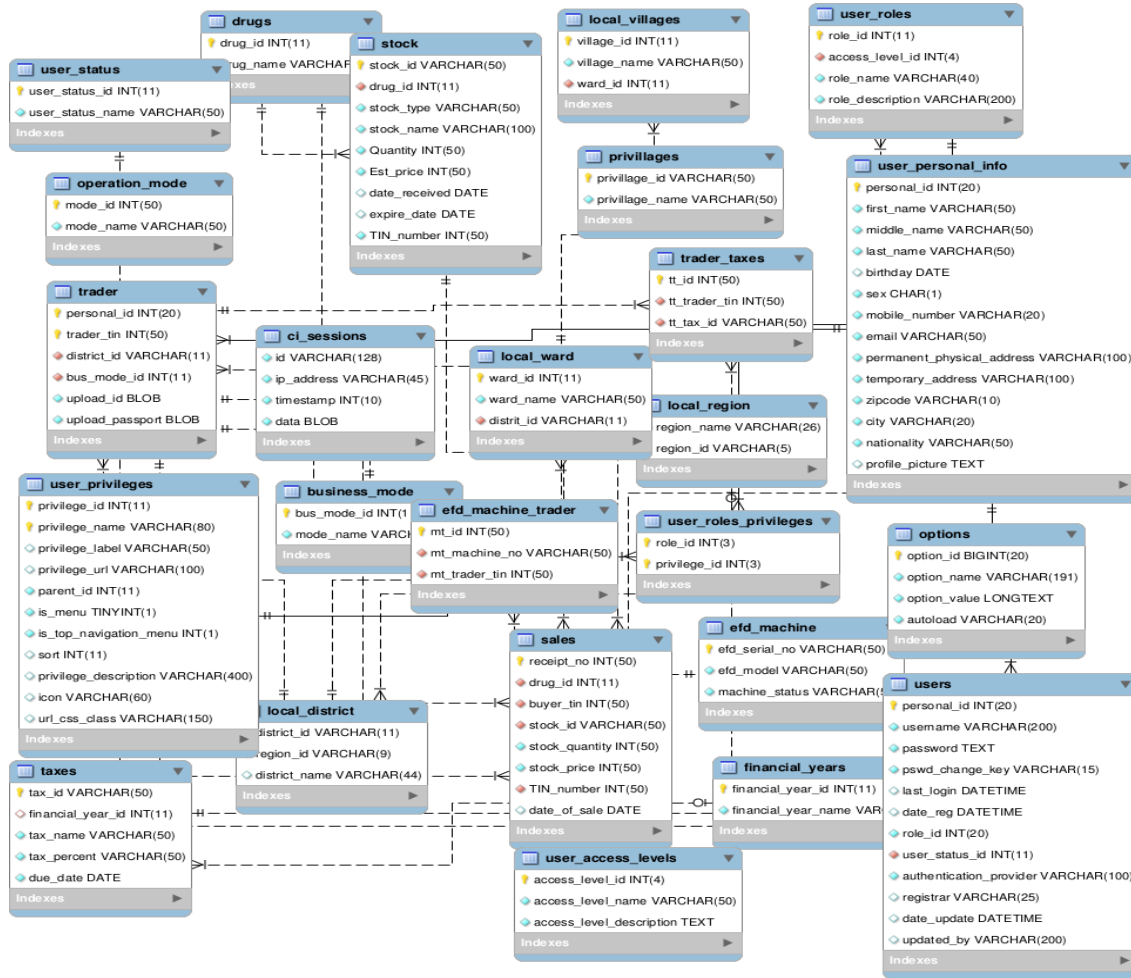 drugs
drug_id INT(11)
drug_name VARCHAR
Indexes
user_status
user_status_id INT(11)
user_status_name VARCHAR(50)
Indexes
stock
stock_id VARCHAR(50)
drug_id INT(11)
stock_type VARCHAR(50)
stock_name VARCHAR(100)
Quantity INT(50)
Est_price INT(50)
date_received DATE
expire_date DATE
TIN_number INT(50)
Indexes
local_villages
village_id INT(11)
village_name VARCHAR(50)
ward_id INT(11)
Indexes
user_roles
role_id INT(11)
access_level_id INT(4)
role_name VARCHAR(40)
role_description VARCHAR(200)
Indexes
operation_mode
mode_id INT(50)
mode_name VARCHAR(50)
Indexes
privillages
privillage_id VARCHAR(50)
privillage_name VARCHAR(50)
Indexes
user_personal_info
personal_id INT(20)
first_name VARCHAR(50)
middle_name VARCHAR(50)
last_name VARCHAR(50)
birthday DATE
sex CHAR(1)
mobile_number VARCHAR(20)
email VARCHAR(50)
permanent_physical_address VARCHAR(100)
temporary_address VARCHAR(100)
zipcode VARCHAR(10)
city VARCHAR(20)
nationality VARCHAR(50)
profile_picture TEXT
Indexes
trader
personal_id INT(20)
trader_tin INT(50)
district_id VARCHAR(11)
bus_mode_id INT(11)
upload_id BLOB
upload_passport BLOB
Indexes
ci_sessions
id VARCHAR(128)
ip_address VARCHAR(45)
timestamp INT(10)
data BLOB
Indexes
trader_taxes
tt_id INT(50)
tt_trader_tin INT(50)
tt_tax_id VARCHAR(50)
Indexes
local_ward
ward_id INT(11)
ward_name VARCHAR(50)
distrit_id VARCHAR(11)
Indexes
local_region
region_name VARCHAR(26)
region_id VARCHAR(5)
Indexes
user_privileges
privilege_id INT(11)
privilege_name VARCHAR(80)
privilege_label VARCHAR(50)
privilege_url VARCHAR(100)
parent_id INT(11)
is_menu TINYINT(1)
is_top_navigation_menu INT(1)
sort INT(11)
privilege_description VARCHAR(400)
icon VARCHAR(60)
url_css_class VARCHAR(150)
Indexes
business_mode
bus_mode_id INT(1
mode_name VARCH
Indexes
efd_machine_trader
mt_id INT(50)
mt_machine_no VARCHAR(50)
mt_trader_tin INT(50)
Indexes
user_roles_privileges
role_id INT(3)
privilege_id INT(3)
Indexes
options
option_id BIGINT(20)
option_name VARCHAR(191)
option_value LONGTEXT
autoload VARCHAR(20)
Indexes
sales
receipt_no INT(50)
drug_id INT(11)
buyer_tin INT(50)
stock_id VARCHAR(50)
stock_quantity INT(50)
stock_price INT(50)
TIN_number INT(50)
date_of_sale DATE
Indexes
efd_machine
efd_serial_no VARCHAR(50)
efd_model VARCHAR(50)
machine_status VARCHAR(
Indexes
users
personal_id INT(20)
username VARCHAR(200)
password TEXT
pswd_change_key VARCHAR(15)
last_login DATETIME
date_reg DATETIME
role_id INT(20)
user_status_id INT(11)
authentication_provider VARCHAR(100)
registrar VARCHAR(25)
date_update DATETIME
updated_by VARCHAR(200)
Indexes
local_district
district_id VARCHAR(11)
region_id VARCHAR(9)
district_name VARCHAR(44)
Indexes
taxes
tax_id VARCHAR(50)
financial_year_id INT(11)
tax_name VARCHAR(50)
tax_percent VARCHAR(50)
due_date DATE
Indexes
financial_years
financial_year_id INT(11)
financial_year_name VAR
Indexes
user_access_levels
access_level_id INT(4)
access_level_name VARCHAR(50)
access_level_description TEXT
Indexes